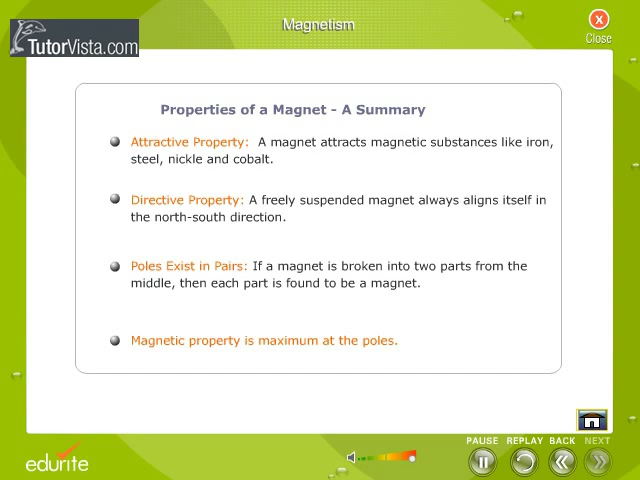 Magnetism
Close
TutorVista.com
Properties of a Magnet - A Summary
Attractive Property: A magnet attracts magnetic substances like iron,
steel, nickle and cobalt.
Directive Property: A freely suspended magnet always aligns itself in
the north-south direction.
Poles Exist in Pairs: If a magnet is broken into two parts from the
middle, then each part is found to be a magnet.
Magnetic property is maximum at the poles.
PAUSE REPLAY BACK NEXT
edurite